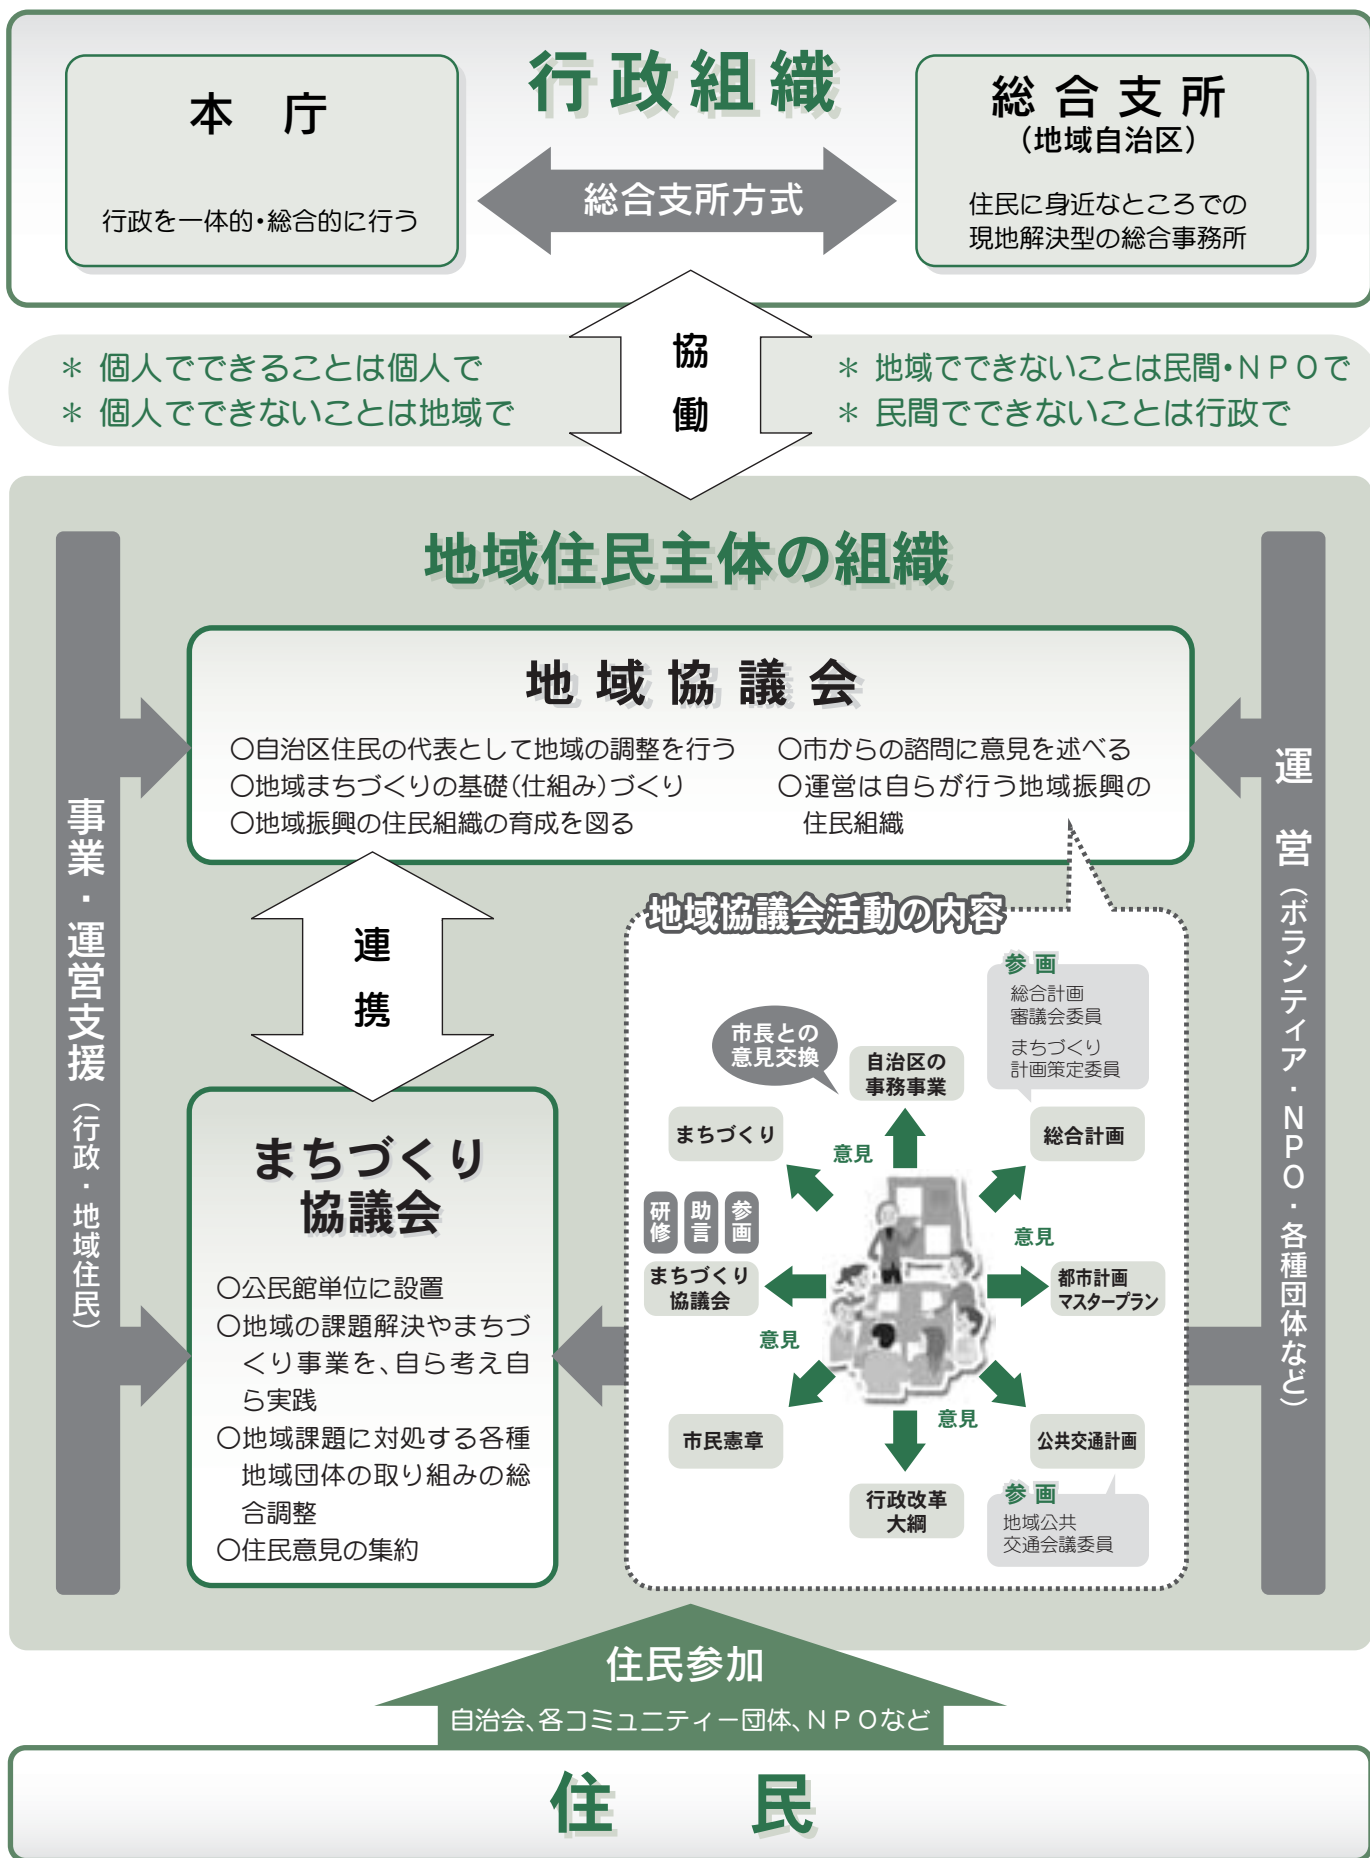 行政組織
本　庁
行政を一体的・総合的に行う
総合支所方式
総合支所
（地域自治区）
住民に身近なところでの
現地解決型の総合事務所
協
働
＊ 個人でできることは個人で
＊ 個人でできないことは地域で
＊ 地域でできないことは民間・ＮＰＯで
＊ 民間でできないことは行政で
地域住民主体の組織
事業・運営支援（行政・地域住民）
運　営（ボランティア・NPO・各種団体など）
地域協議会
○自治区住民の代表として地域の調整を行う
○地域まちづくりの基礎（仕組み）づくり
○地域振興の住民組織の育成を図る
○市からの諮問に意見を述べる
○運営は自らが行う地域振興の
住民組織
連
携
まちづくり
協議会
○公民館単位に設置
○地域の課題解決やまちづ
くり事業を、自ら考え自
ら実践
○地域課題に対処する各種
地域団体の取り組みの総
合調整
○住民意見の集約
地域協議会活動の内容
参画
総合計画
審議会委員
まちづくり
計画策定委員
市長との
意見交換
自治区の
事務事業
まちづくり
意見
総合計画
研修
助言
参画
意見
まちづくり
協議会
都市計画
マスタープラン
意見
市民憲章
意見
公共交通計画
行政改革
大綱
参画
地域公共
交通会議委員
住民参加
自治会、各コミュニティー団体、ＮＰＯなど
住　民